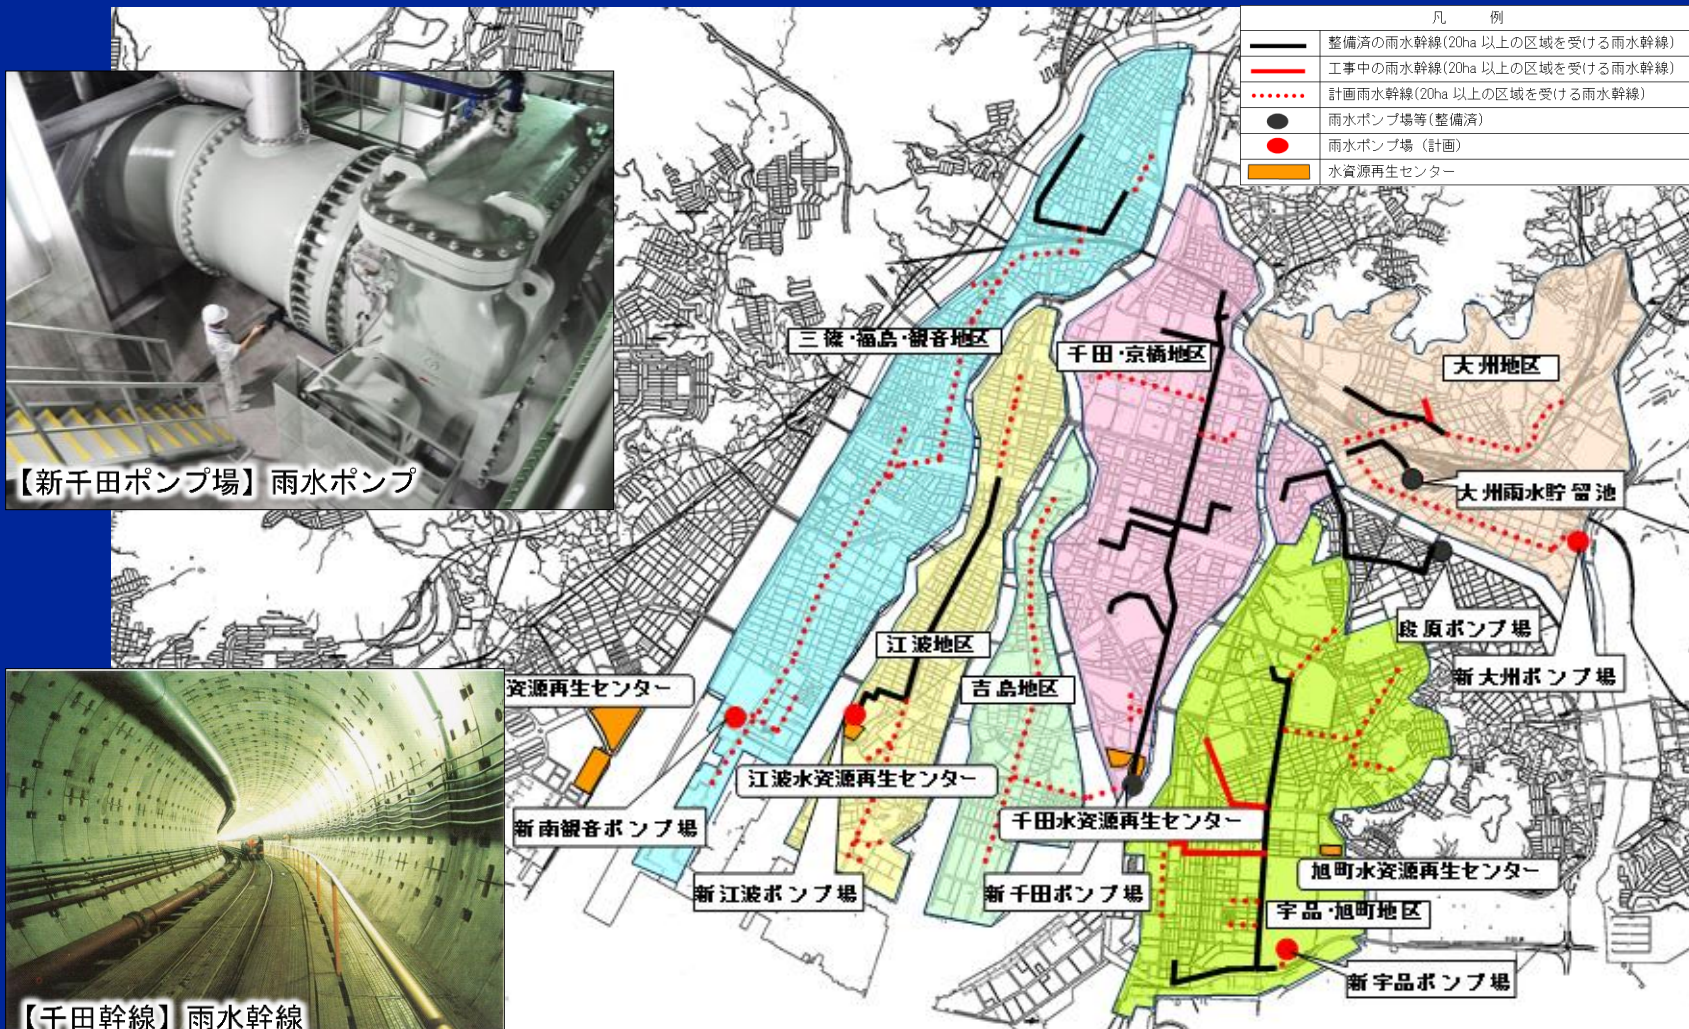 凡 例
整備済の雨水幹線(20ha 以上の区域を受ける雨水幹線)
工事中の雨水幹線(20ha 以上の区域を受ける雨水幹線)
計画雨水幹線(20ha 以上の区域を受ける雨水幹線)
雨水ポンプ場等(整備済)
雨水ポンプ場（計画)
水資源再生センター
【新千田ポンプ場】雨水ポンプ
三篠･福島･観音地区
千田･京橋地区
大州地区
大州雨水貯留池
段原ポンプ場
新大州ポンプ場
江波地区
吉島地区
資源再生センター
江波水資源再生センター
新南観音ポンプ場
千田水資源再生センター
新江波ポンプ場
新千田ポンプ場
旭町水資源再生センター
宇品･旭町地区
新宇品ポンプ場
【千田幹線】雨水幹線